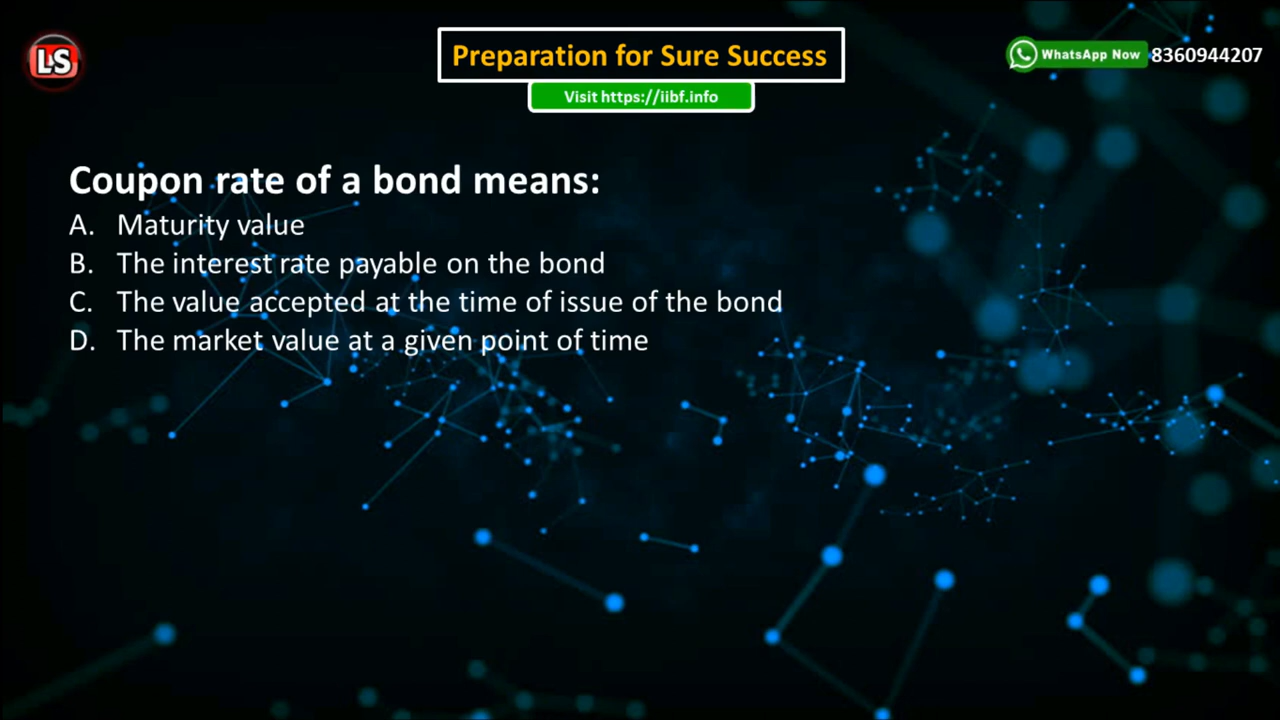 LS
Preparation for Sure Success
WhatsApp Now 8360944207
Visit https://iibf.info
Coupon rate of a bond means:
A. Maturity value
B. The interest rate payable on the bond
C. The value accepted at the time of issue of the bond
D. The market value at a given point of time